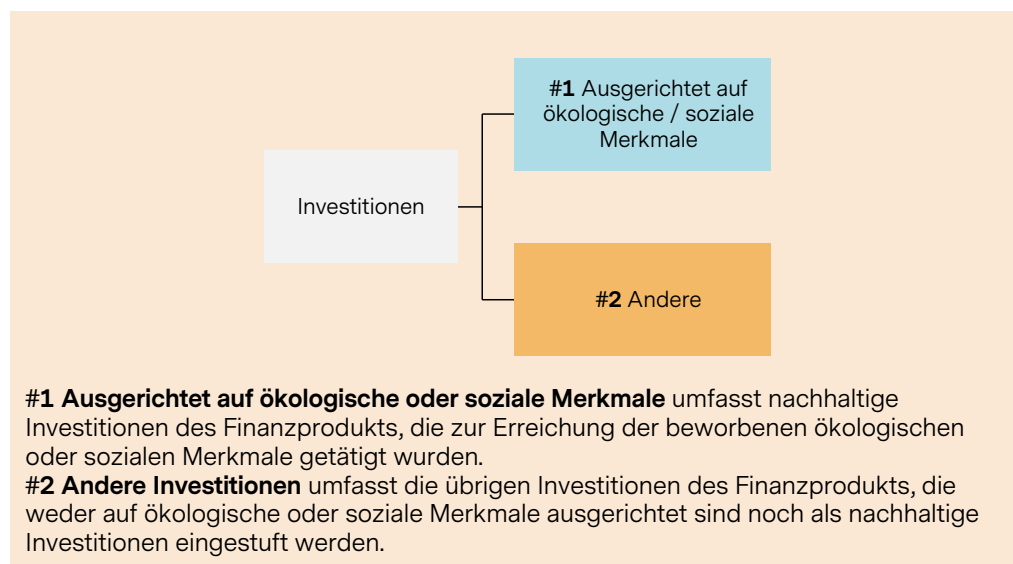 #1 Ausgerichtet auf
ökologische / soziale
Merkmale
Investitionen
#2 Andere
#1 Ausgerichtet auf ökologische oder soziale Merkmale umfasst nachhaltige
Investitionen des Finanzprodukts, die zur Erreichung der beworbenen ökologischen
oder sozialen Merkmale getätigt wurden.
#2 Andere Investitionen umfasst die übrigen Investitionen des Finanzprodukts, die
weder auf ökologische oder soziale Merkmale ausgerichtet sind noch als nachhaltige
Investitionen eingestuft werden.